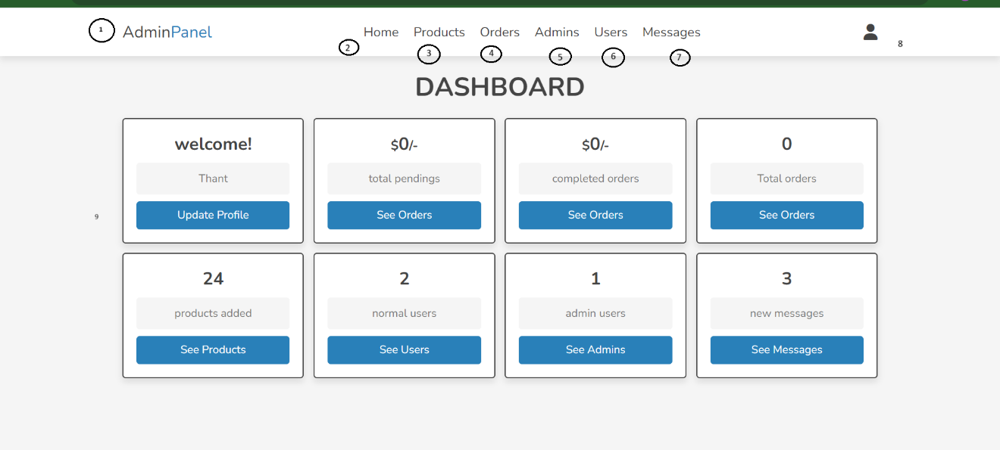 1 AdminPanel Home Products Orders Admins Users Messages
2 3 4 5 6 7 8
DASHBOARD
welcome! $0/- $0/- 0
Thant total pendings completed orders Total orders
9 Update Profile See Orders See Orders See Orders
24 2 1 3
products added normal users admin users new messages
See Products See Users See Admins See Messages